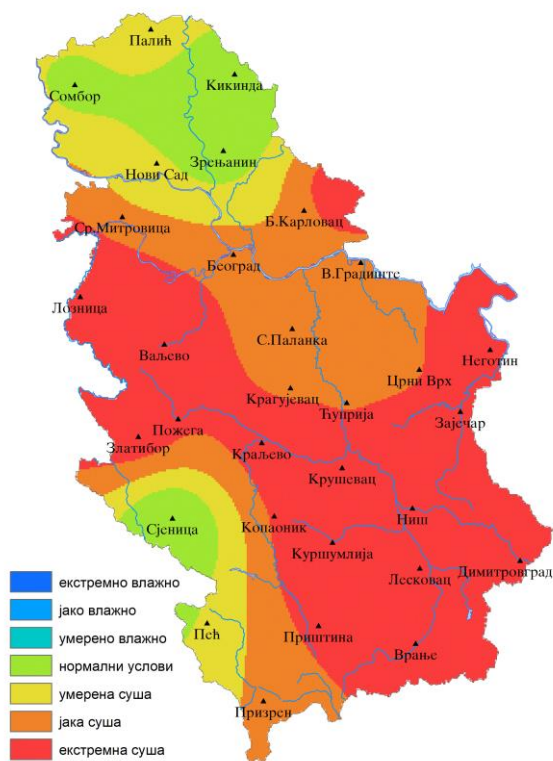 Палић
Кикинда
Сомбор
Зрењанин
Нови Сад
Б.Карловац
Ср.Митровица
Београд
В.Градиштс
Лозница
С.Паланка
Ваљево
Неготин
Црни Врх
Крагујевац
Ћуприја
Зајечар
Пожега
Златибор
Краљево
Крушевац
Сјеница
Копаоник
Ниш
Куршумлија
Лесковац
Димитровград
Пећ
Приштина
Врање
Призрен
екстремно влажно
јако влажно
умерено влажно
нормални услови
умерена суша
јака суша
екстремна суша